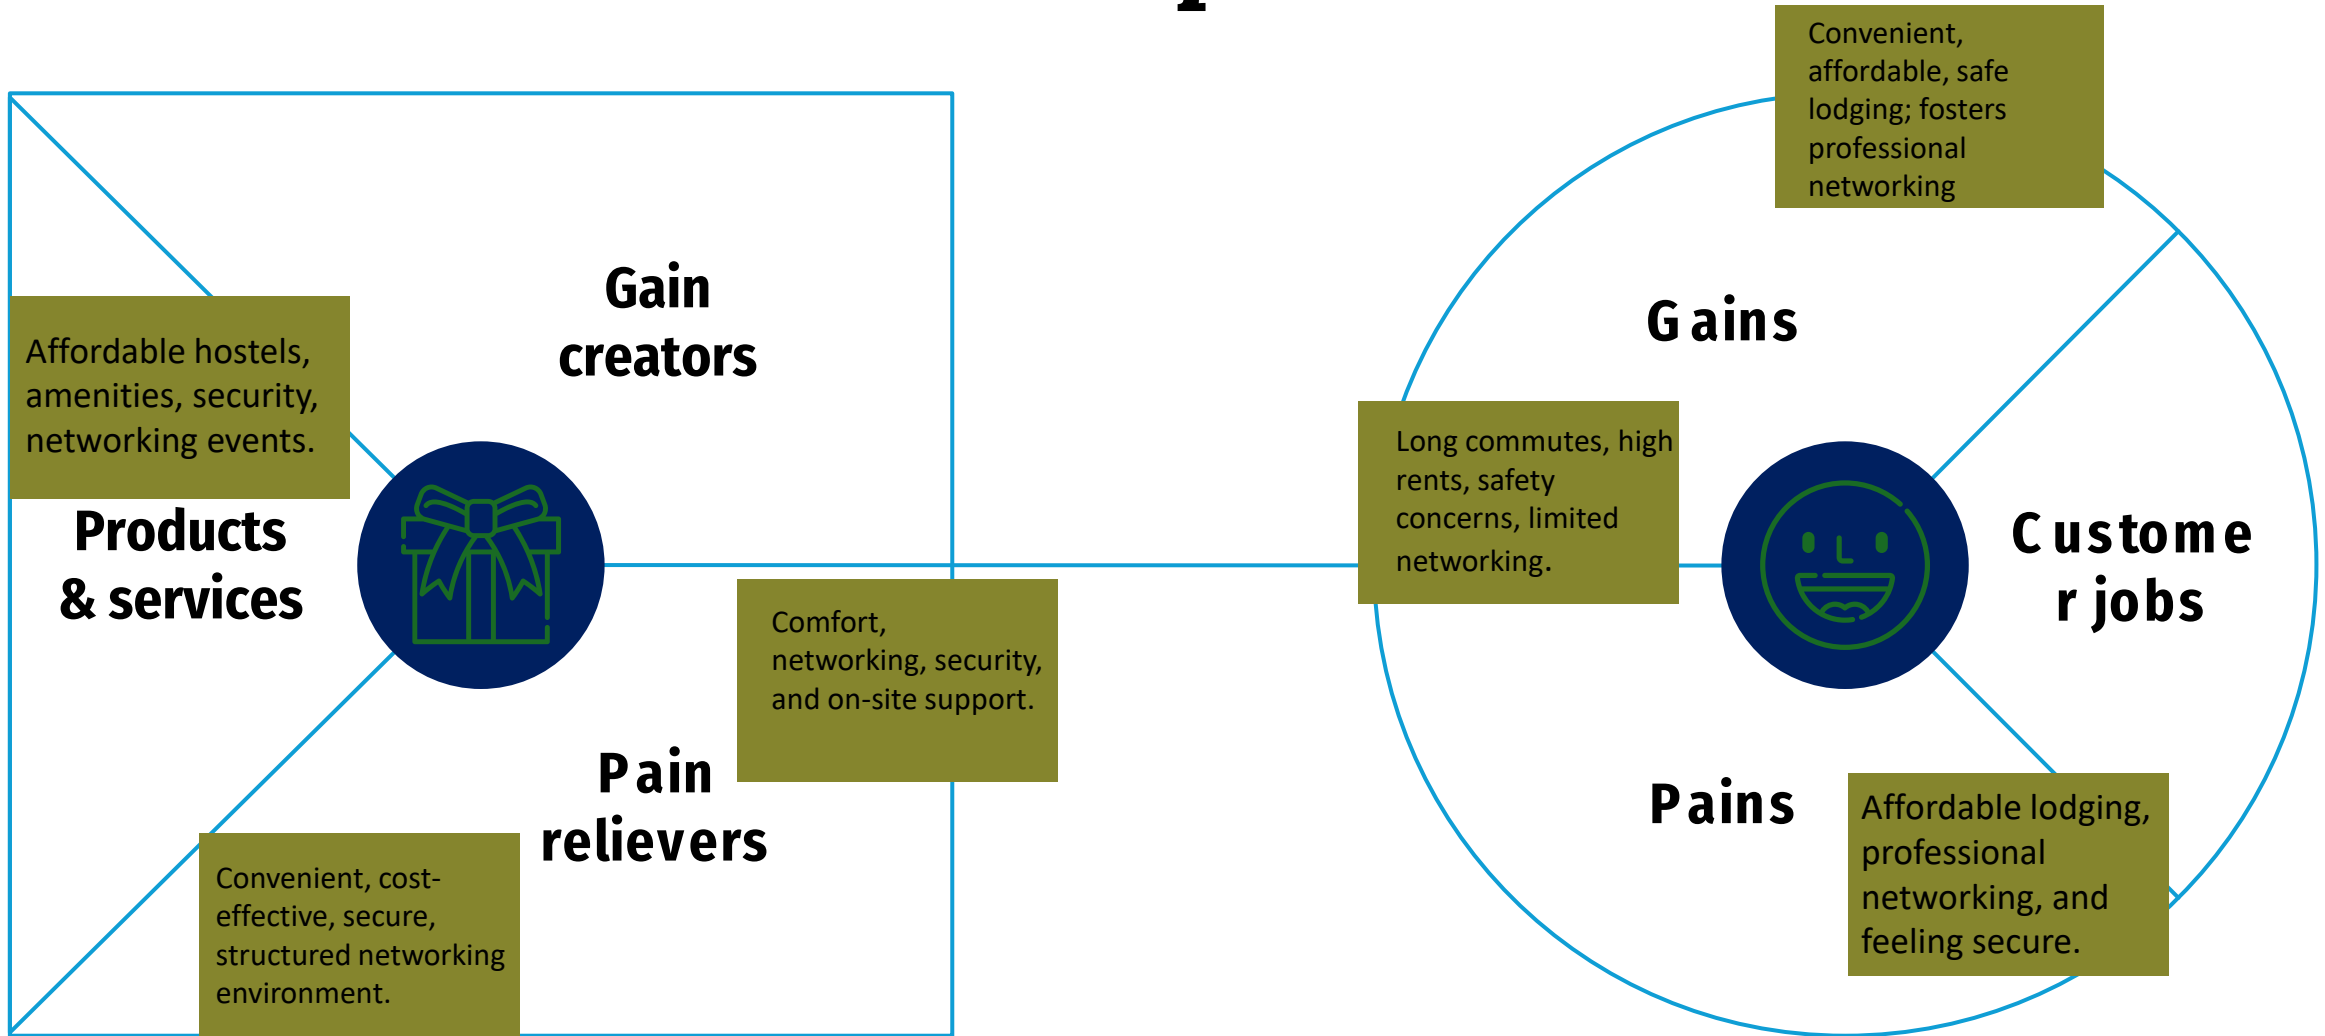 Convenient,
affordable, safe
lodging; fosters
professional
networking
Gain
creators
Gains
Affordable hostels,
amenities, security,
networking events.
Products
& services
Long commutes, high
rents, safety
concerns, limited
networking.
Custome
r jobs
Comfort,
networking, security,
and on-site support.
Pain
relievers
Pains
Affordable lodging,
professional
networking, and
feeling secure.
Convenient, cost-
effective, secure,
structured networking
environment.